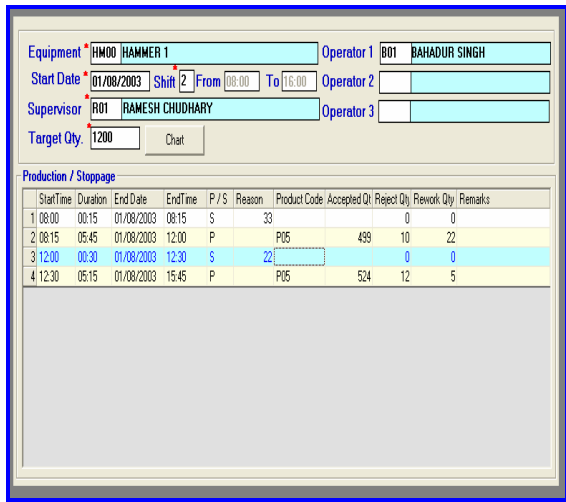 Equipment * HM00 HAMMER 1 Operator 1 B01 BAHADUR SINGH
Start Date * 01/08/2003 Shift * 2 From 08:00 To 16:00 Operator 2
Supervisor * R01 RAMESH CHUDHARY Operator 3
Target Qty. * 1200 Chart
Production / Stoppage
StartTime Duration End Date EndTime P / S Reason Product Code Accepted Qt Reject Qty Rework Qty Remarks
1 08:00 00:15 01/08/2003 08:15 S 33 0 0
2 08:15 05:45 01/08/2003 12:00 P P05 499 10 22
3 12:00 00:30 01/08/2003 12:30 S 22 0 0
4 12:30 05:15 01/08/2003 15:45 P P05 524 12 5